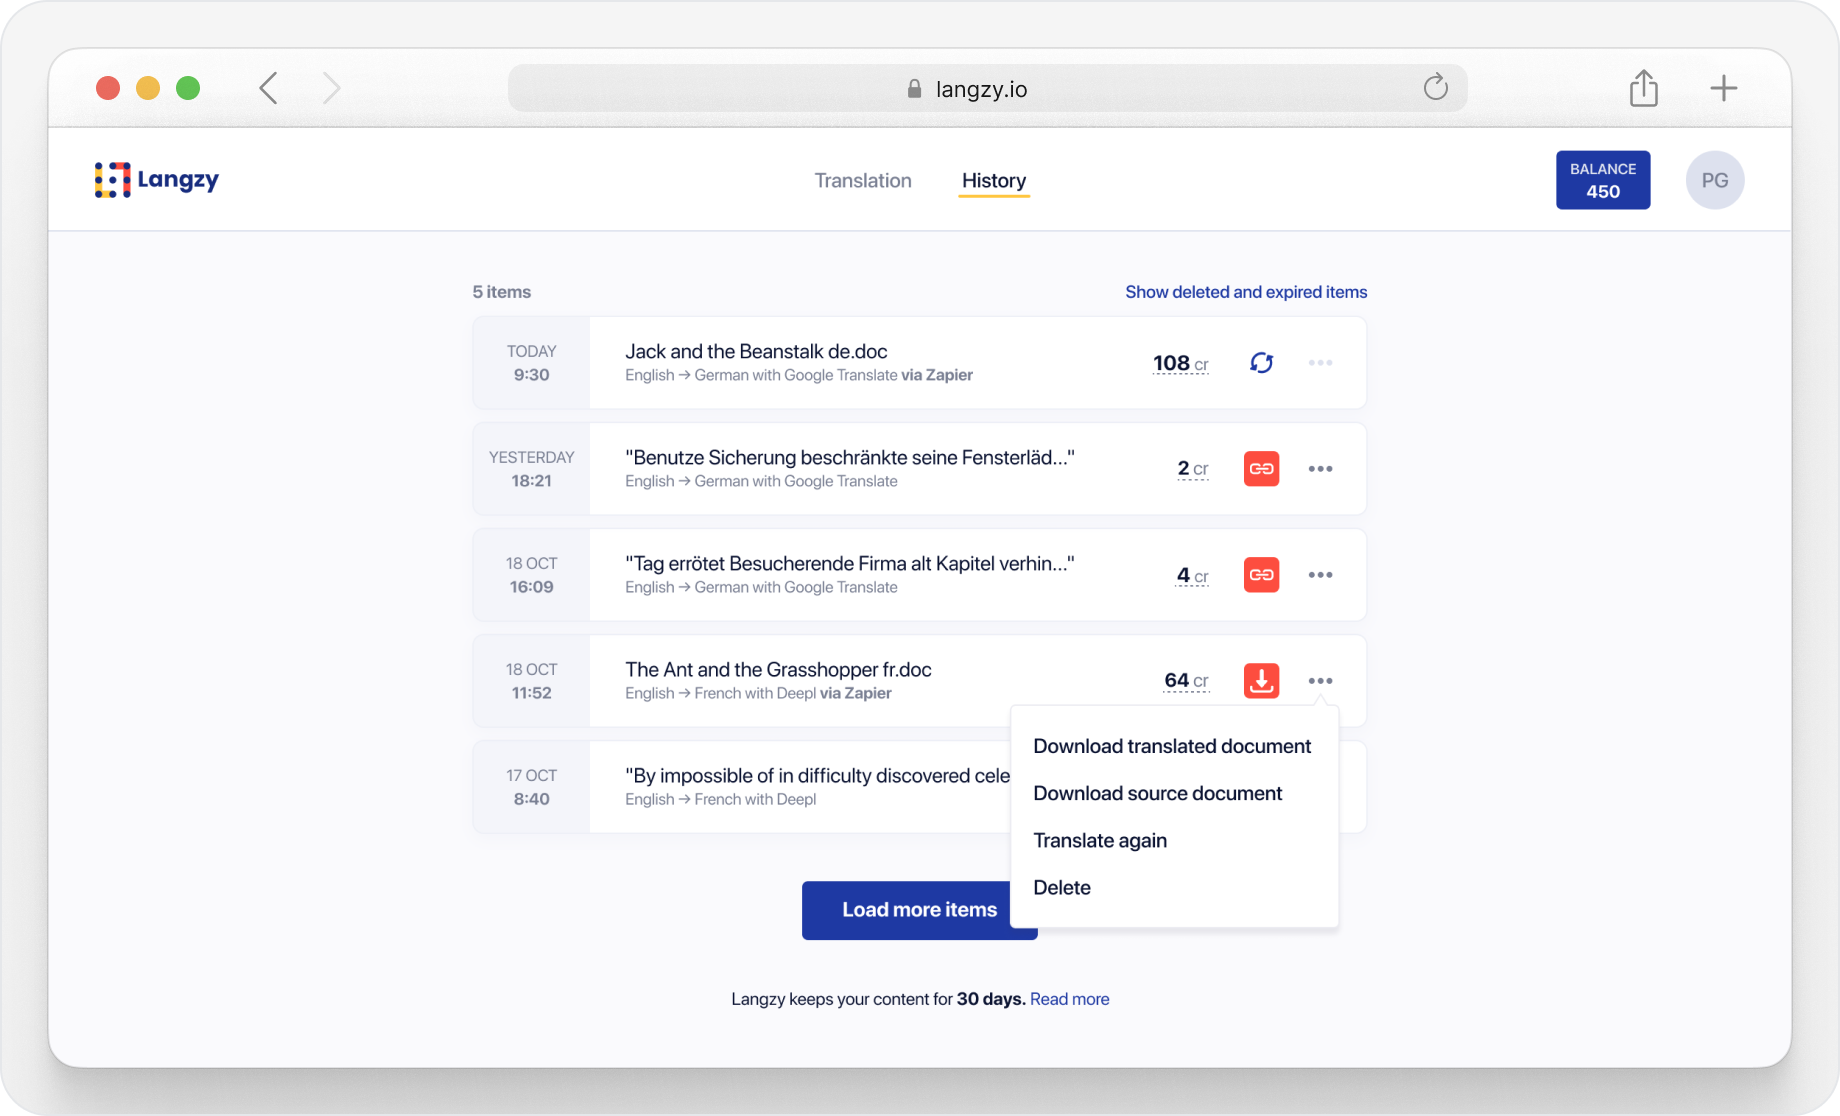 langzy.io
Langzy
Translation
History
BALANCE
450
PG
5 items
Show deleted and expired items
TODAY
9:30
Jack and the Beanstalk de.doc
English → German with Google Translate via Zapier
108 cr
YESTERDAY
18:21
"Benutze Sicherung beschränkte seine Fensterläd..."
English → German with Google Translate
2 cr
18 OCT
16:09
"Tag errötet Besucherende Firma alt Kapitel verhin..."
English → German with Google Translate
4 cr
18 OCT
11:52
The Ant and the Grasshopper fr.doc
English → French with Deepl via Zapier
64 cr
17 OCT
8:40
"By impossible of in difficulty discovered cele
English → French with Deepl
Download translated document
Download source document
Translate again
Delete
Load more items
Langzy keeps your content for 30 days. Read more